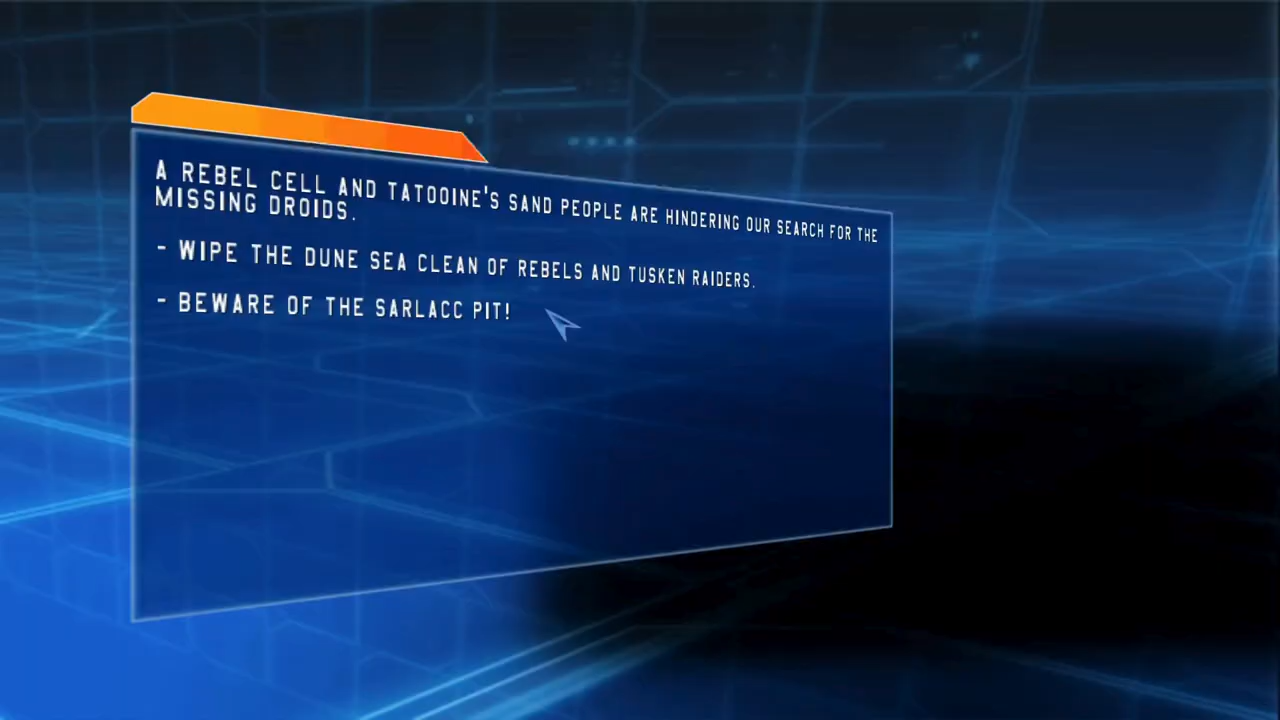 A REBEL CELL AND TATOOINE'S SAND PEOPLE ARE HINDERING OUR SEARCH FOR THE
MISSING DROIDS.
- WIPE THE DUNE SEA CLEAN OF REBELS AND TUSKEN RAIDERS.
- BEWARE OF THE SARLACC PIT!